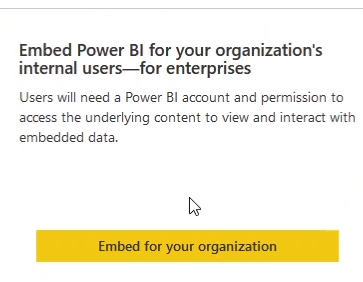 Embed Power BI for your organization's
internal users—for enterprises
Users will need a Power BI account and permission to
access the underlying content to view and interact with
embedded data.
Embed for your organization